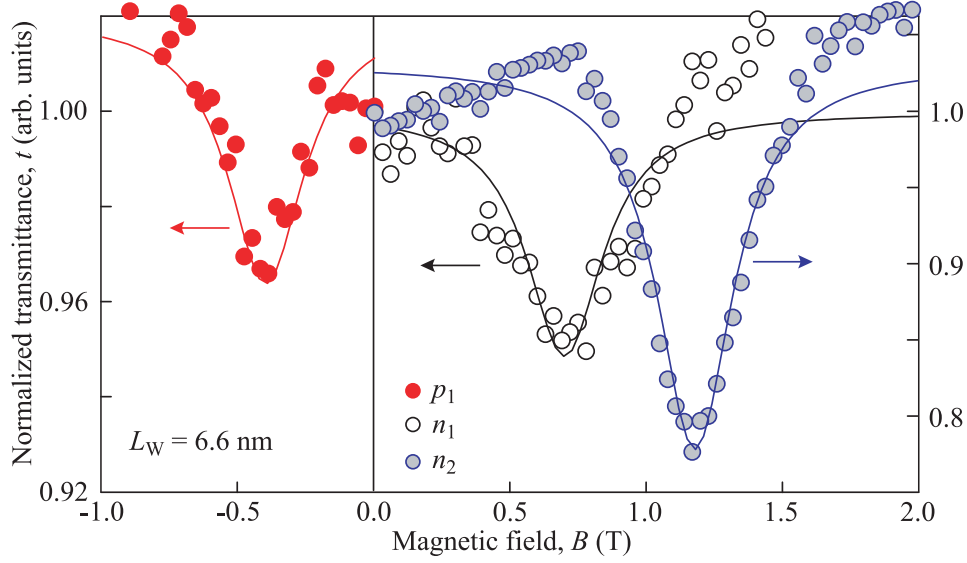 Normalized transmittance, t (arb. units)
1.00
0.96
0.92
1.0
0.9
0.8
p₁
n₁
n₂
L_W = 6.6 nm
-1.0 -0.5 0.0 0.5 1.0 1.5 2.0
Magnetic field, B (T)